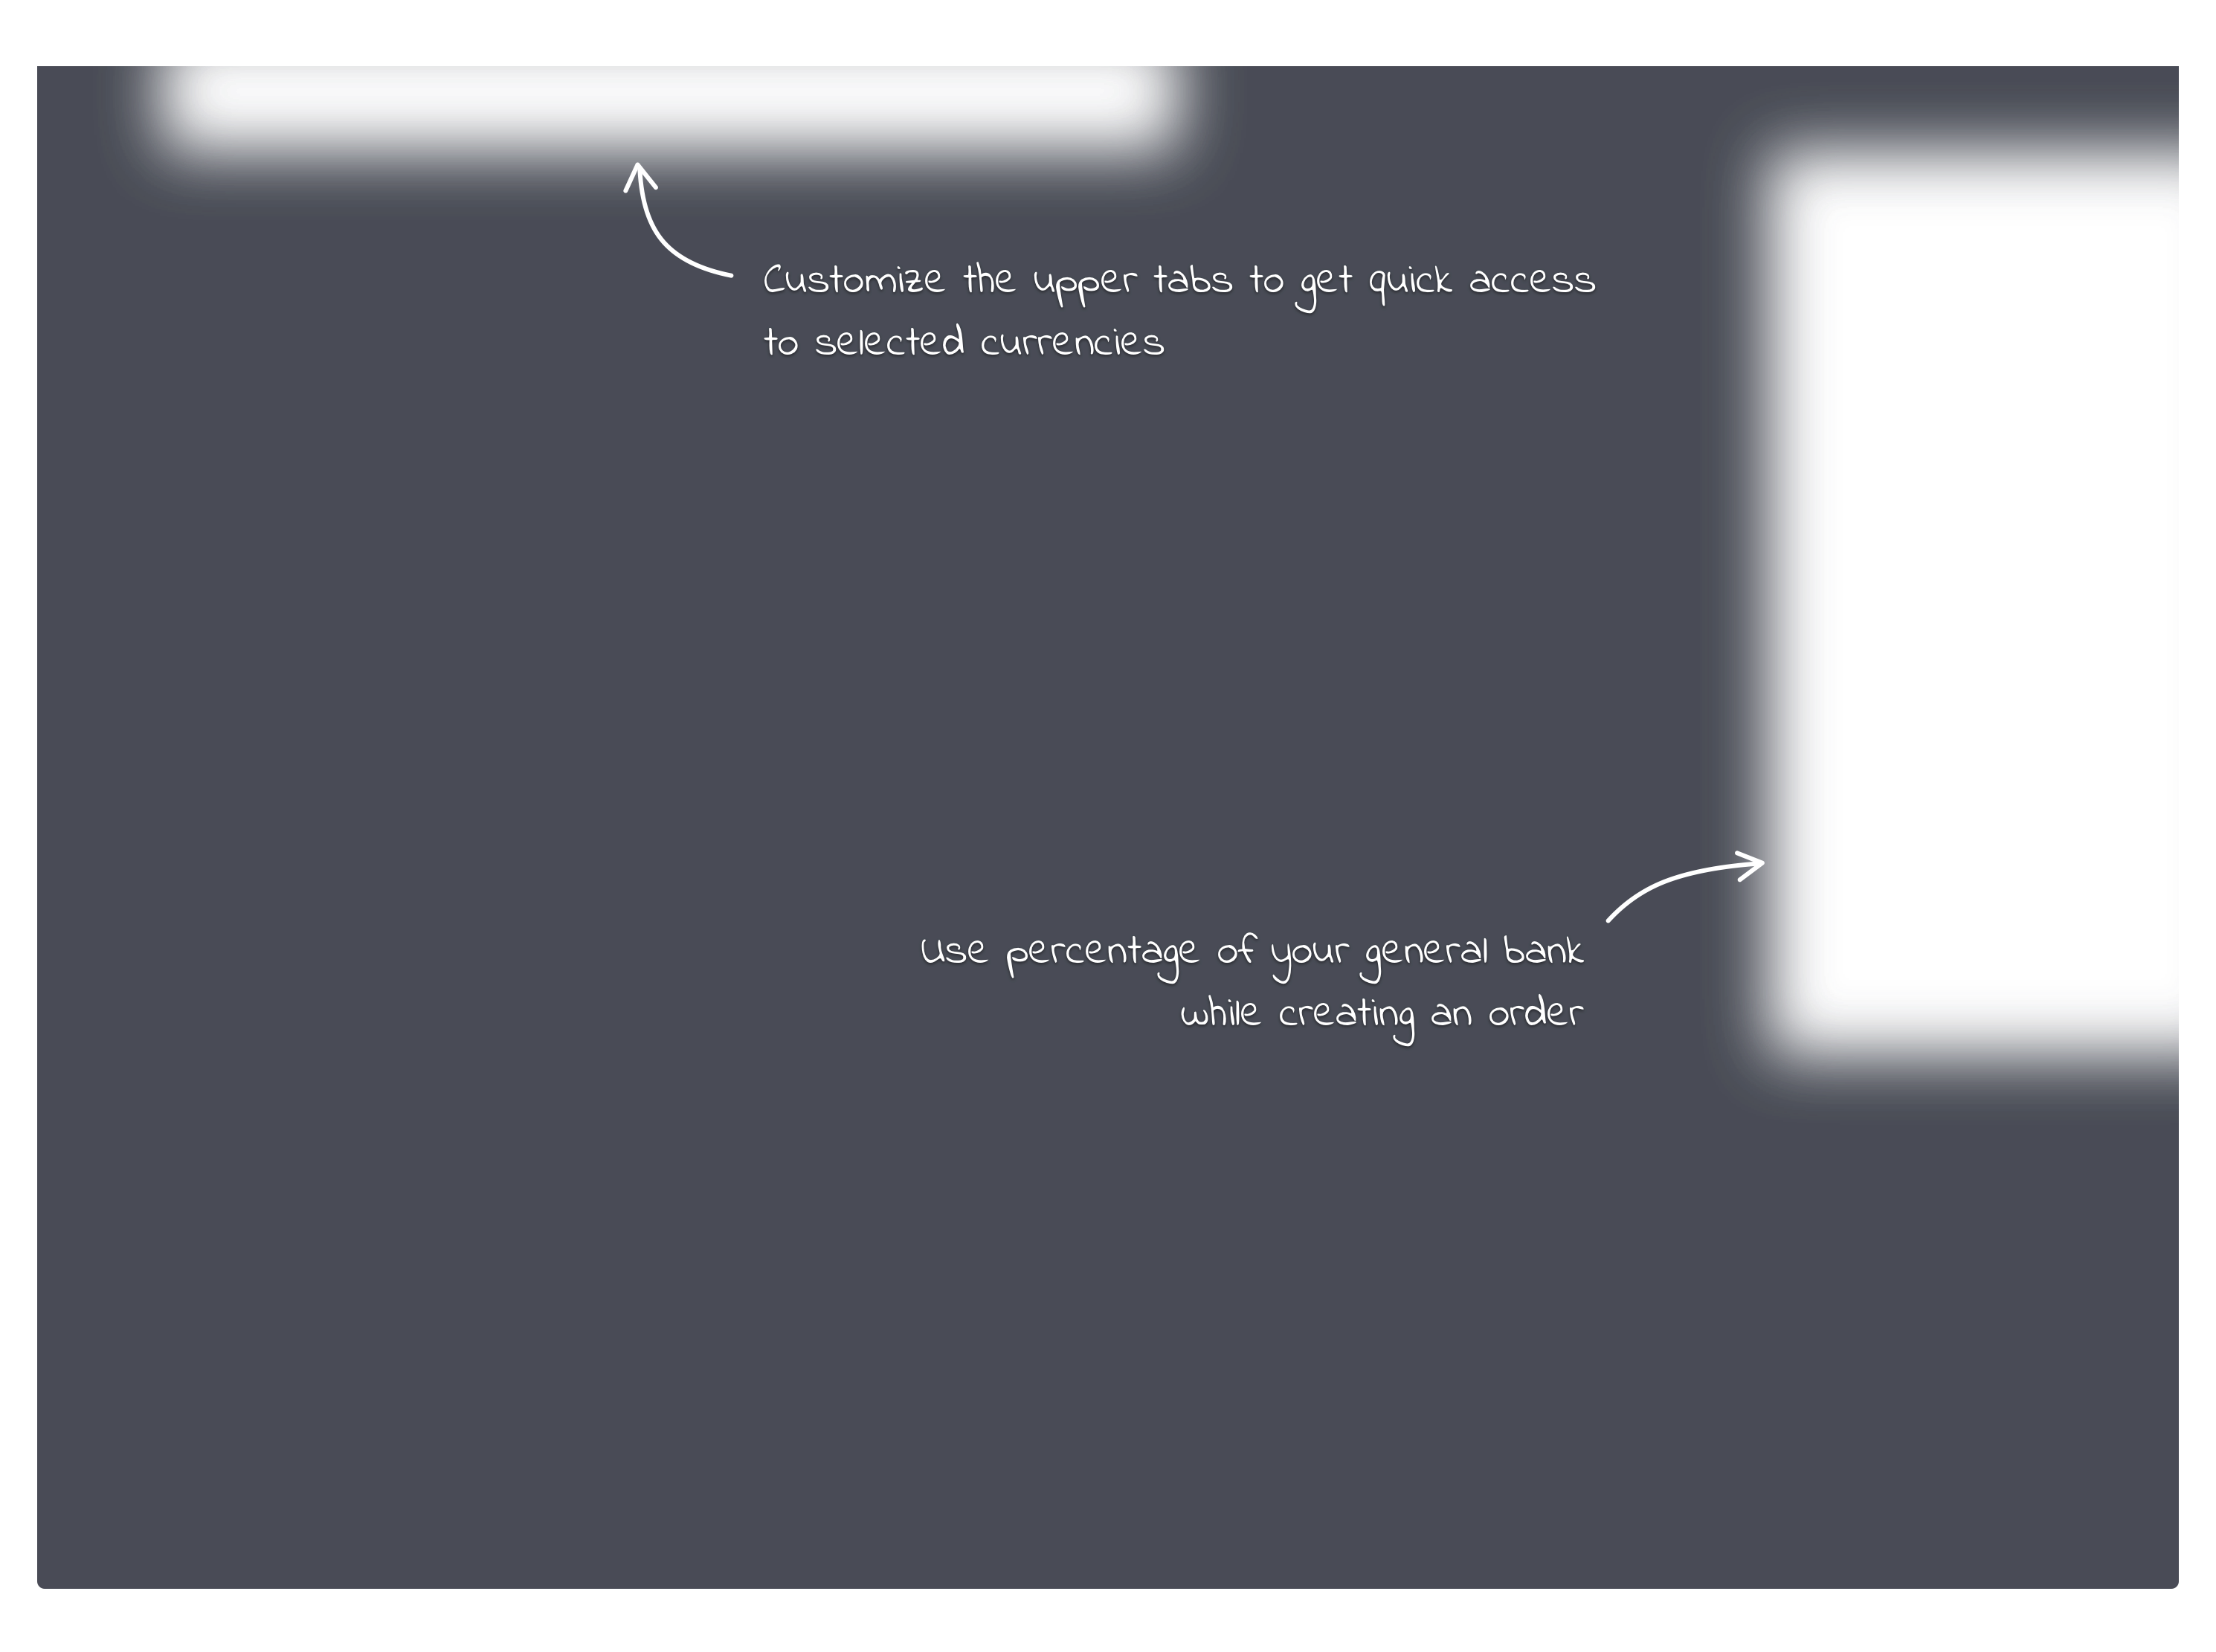 Customize the upper tabs to get quick access
to selected currencies
Use percentage of your general bank
while creating an order